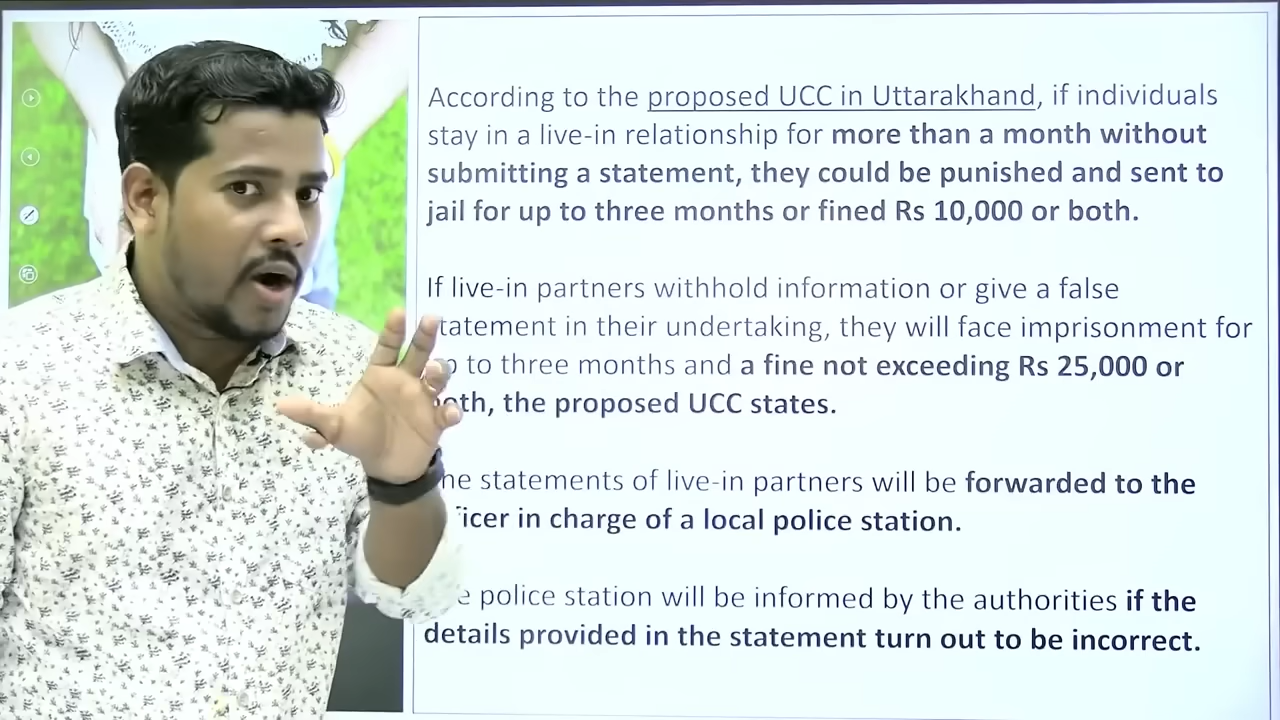 According to the proposed UCC in Uttarakhand, if individuals
stay in a live-in relationship for more than a month without
submitting a statement, they could be punished and sent to
jail for up to three months or fined Rs 10,000 or both.
If live-in partners withhold information or give a false
tatement in their undertaking, they will face imprisonment for
to three months and a fine not exceeding Rs 25,000 or
oth, the proposed UCC states.
he statements of live-in partners will be forwarded to the
icer in charge of a local police station.
e police station will be informed by the authorities if the
details provided in the statement turn out to be incorrect.